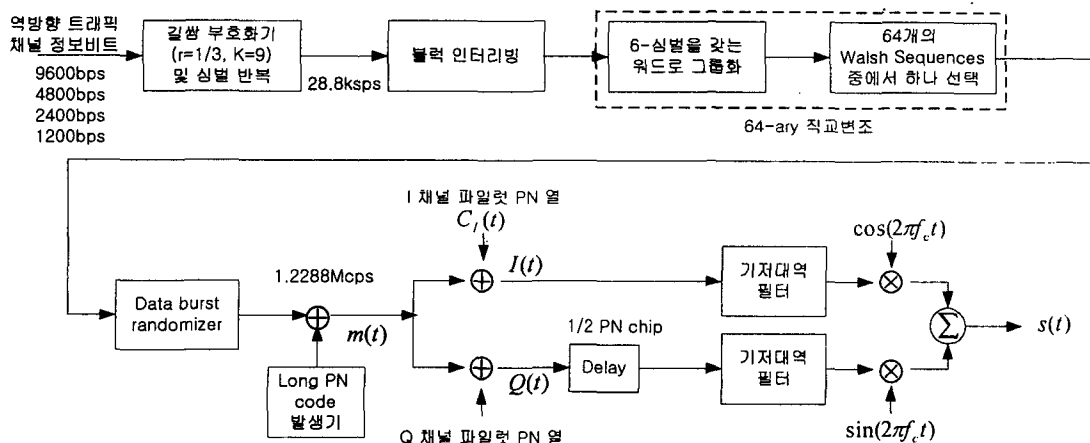 역방향 트래픽
채널 정보비트
9600bps
4800bps
2400bps
1200bps
길쌈 부호화기
(r=1/3, K=9)
및 심벌 반복
28.8ksps
블럭 인터리빙
6-심벌을 갖는
워드로 그룹화
64개의
Walsh Sequences
중에서 하나 선택
64-ary 직교변조
Data burst
randomizer
1.2288Mcps
m(t)
Long PN
code
발생기
I 채널 파일럿 PN 열
C_I(t)
I(t)
기저대역
필터
cos(2πf_c t)
1/2 PN chip
Q(t)
Delay
기저대역
필터
sin(2πf_c t)
Σ
s(t)
Q 채널 파일럿 PN 열